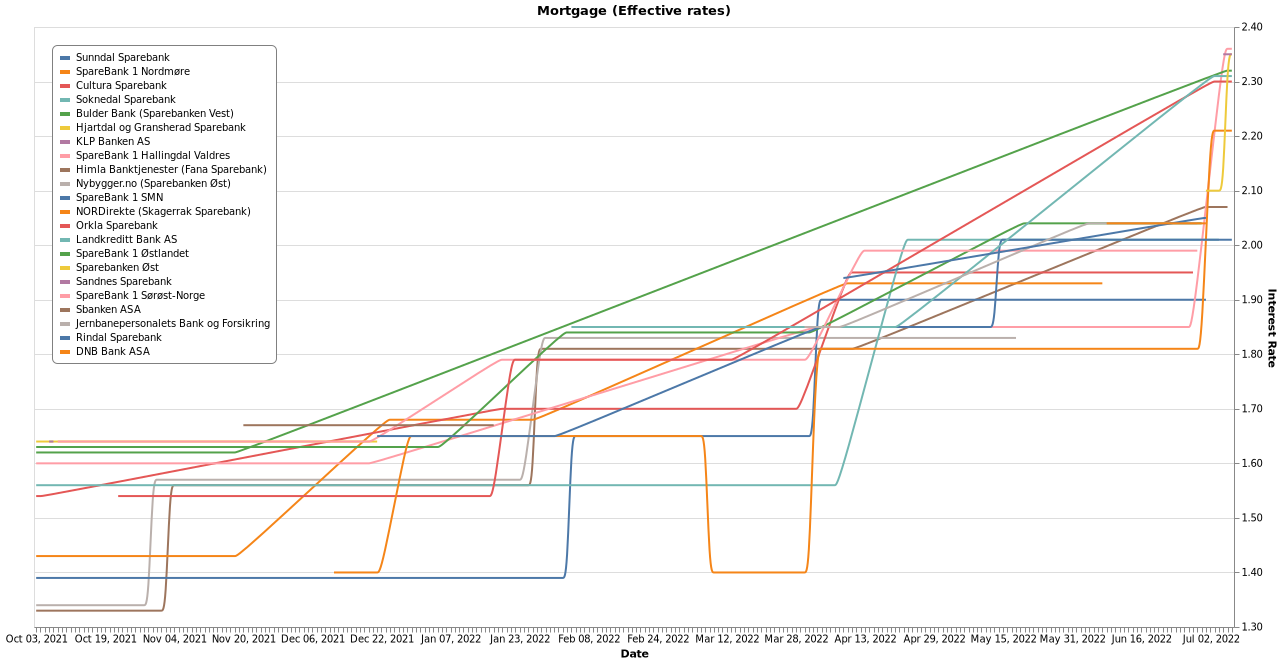 Mortgage (Effective rates)
Sunndal Sparebank
SpareBank 1 Nordmøre
Cultura Sparebank
Soknedal Sparebank
Bulder Bank (Sparebanken Vest)
Hjartdal og Gransherad Sparebank
KLP Banken AS
SpareBank 1 Hallingdal Valdres
Himla Banktjenester (Fana Sparebank)
Nybygger.no (Sparebanken Øst)
SpareBank 1 SMN
NORDirekte (Skagerrak Sparebank)
Orkla Sparebank
Landkreditt Bank AS
SpareBank 1 Østlandet
Sparebanken Øst
Sandnes Sparebank
SpareBank 1 Sørøst-Norge
Sbanken ASA
Jernbanepersonalets Bank og Forsikring
Rindal Sparebank
DNB Bank ASA
2.40
2.30
2.20
2.10
2.00
1.90
1.80
1.70
1.60
1.50
1.40
1.30
Interest Rate
Oct 03, 2021 Oct 19, 2021 Nov 04, 2021 Nov 20, 2021 Dec 06, 2021 Dec 22, 2021 Jan 07, 2022 Jan 23, 2022 Feb 08, 2022 Feb 24, 2022 Mar 12, 2022 Mar 28, 2022 Apr 13, 2022 Apr 29, 2022 May 15, 2022 May 31, 2022 Jun 16, 2022 Jul 02, 2022
Date